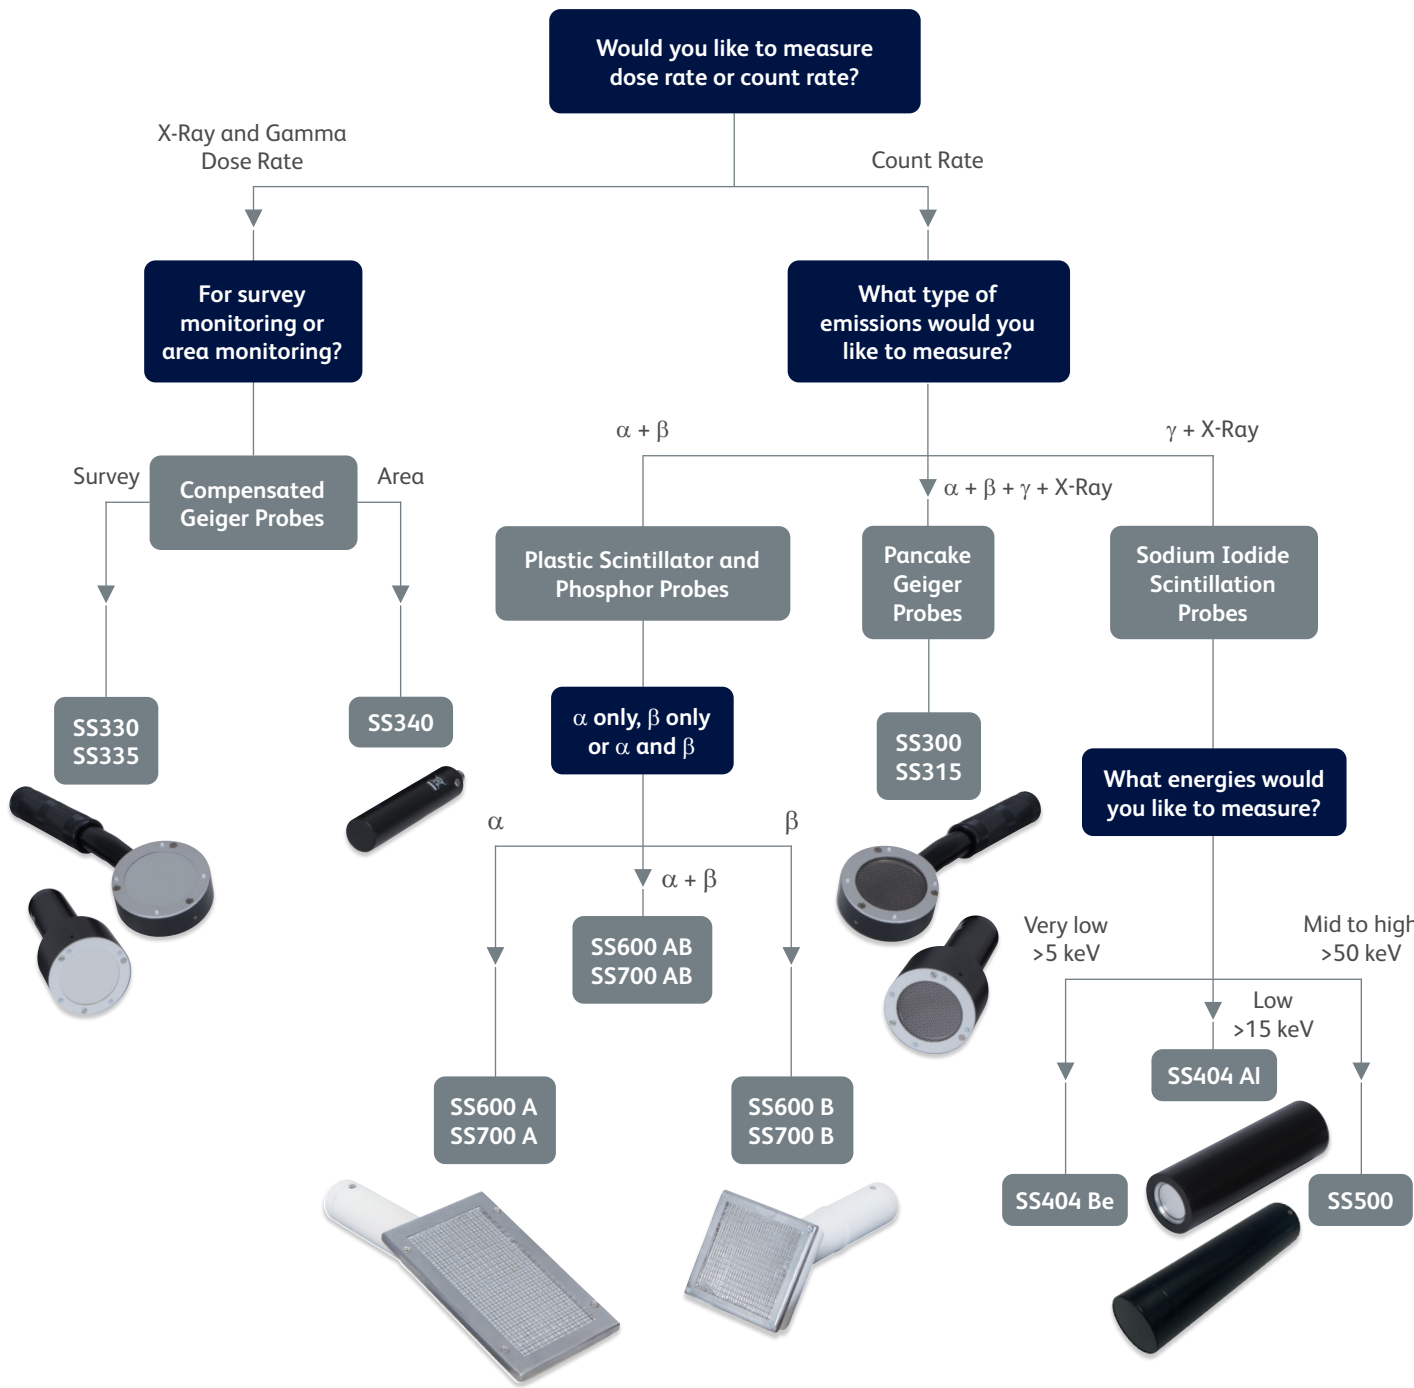 Would you like to measure
dose rate or count rate?
X-Ray and Gamma
Dose Rate
Count Rate
For survey
monitoring or
area monitoring?
What type of
emissions would you
like to measure?
α + β
γ + X-Ray
α + β + γ + X-Ray
Survey
Area
Compensated
Geiger Probes
Plastic Scintillator and
Phosphor Probes
Pancake
Geiger
Probes
Sodium Iodide
Scintillation
Probes
SS330
SS335
SS340
α only, β only
or α and β
SS300
SS315
What energies would
you like to measure?
α
β
α + β
SS600 AB
SS700 AB
Very low
>5 keV
Mid to high
>50 keV
Low
>15 keV
SS404 Al
SS600 A
SS700 A
SS600 B
SS700 B
SS404 Be
SS500